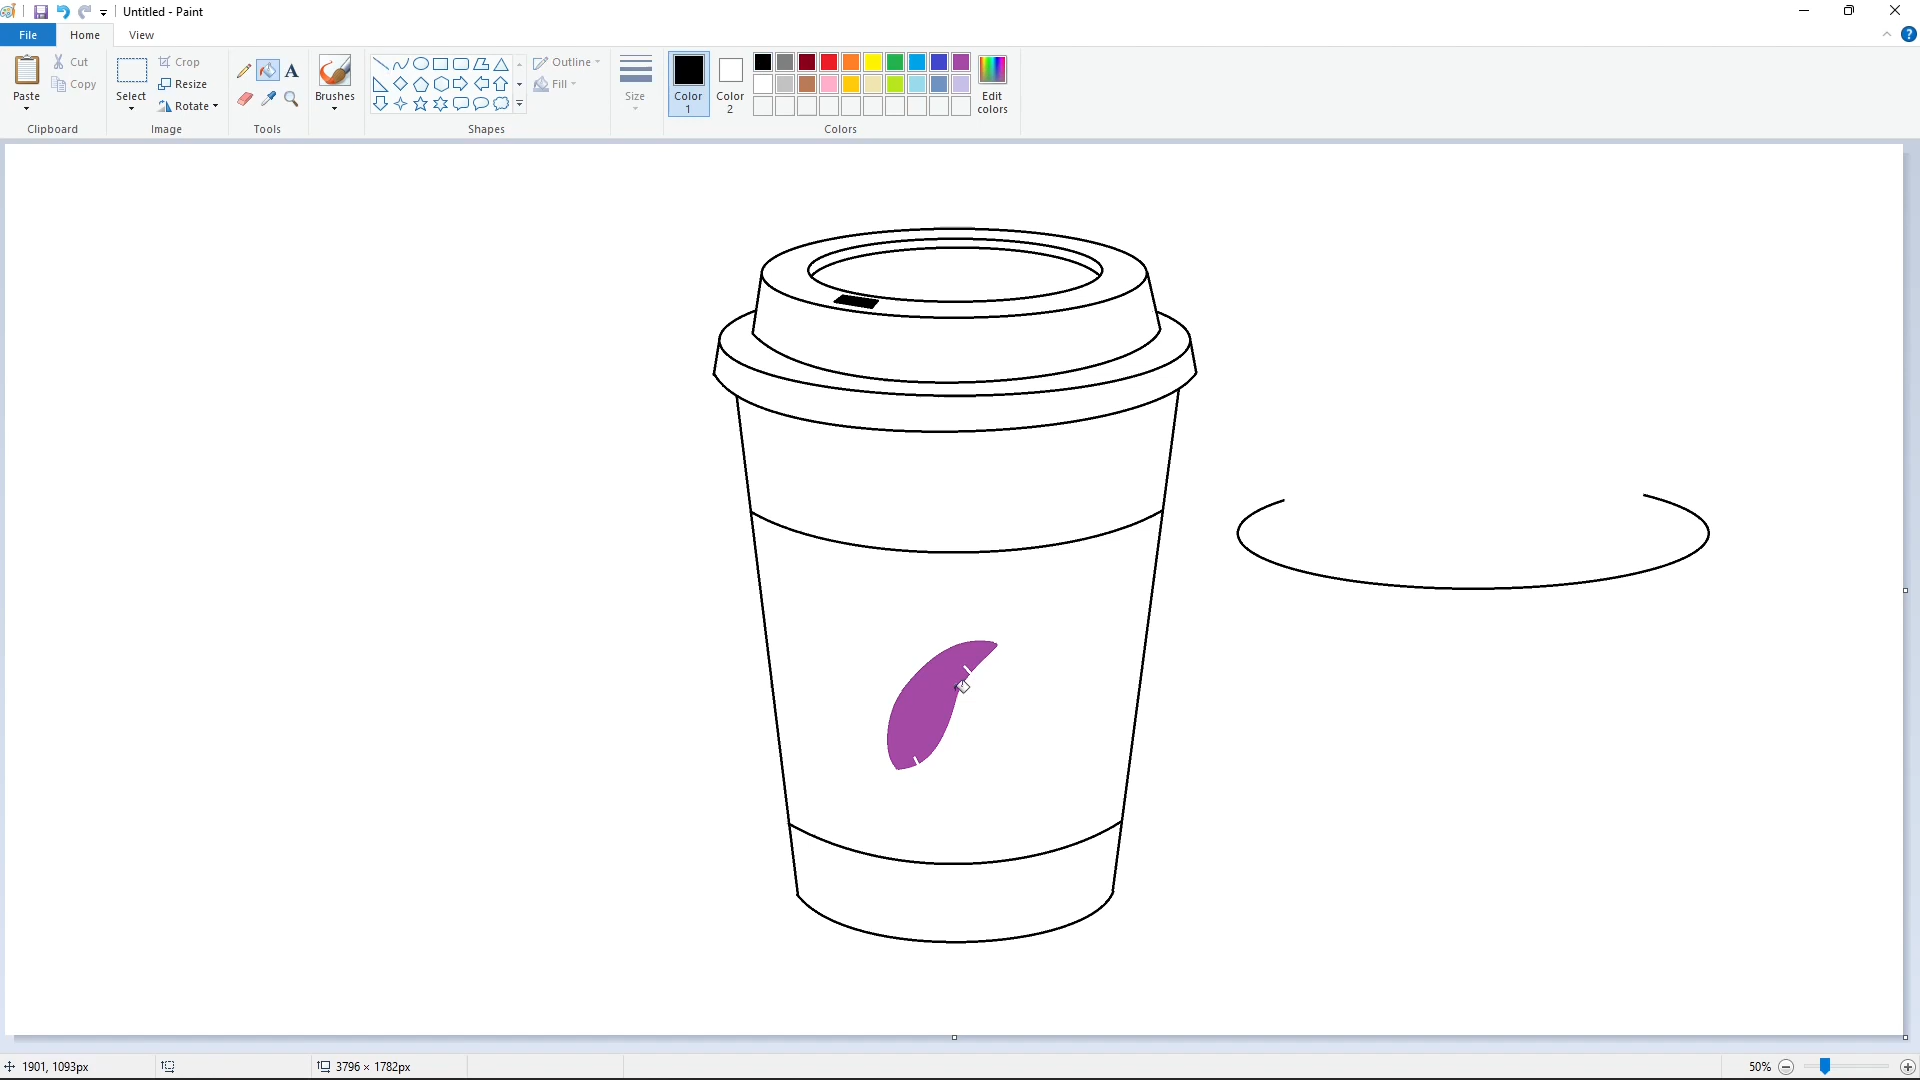 Untitled - Paint
File Home View
Paste
Cut
Copy
Clipboard
Select
Crop
Resize
Rotate
Image
A
Tools
Brushes
Shapes
Outline
Fill
Size
Color 1
Color 2
Edit colors
Colors
?
1901, 1093px
3796 × 1782px
50%